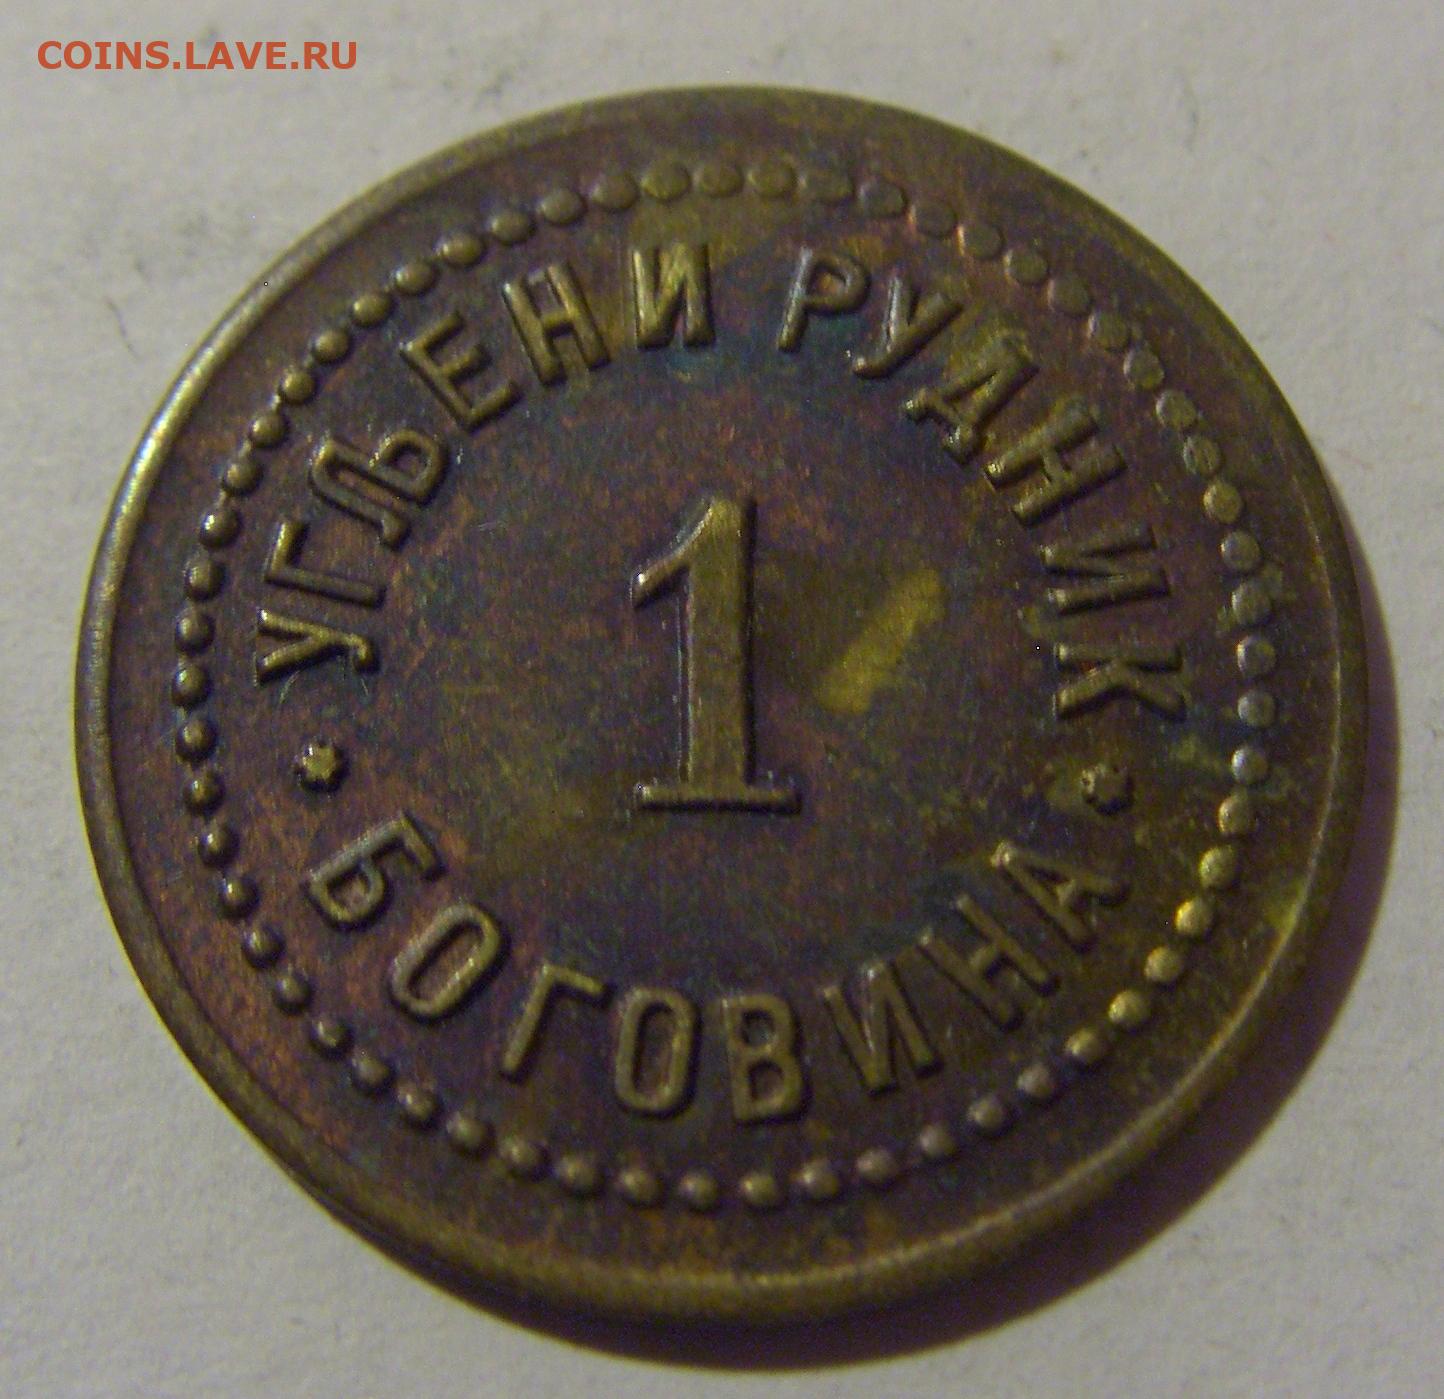 COINS.LAVE.RU
УГЉЕНИ РУДНИК
1
• БОГОВИНА •